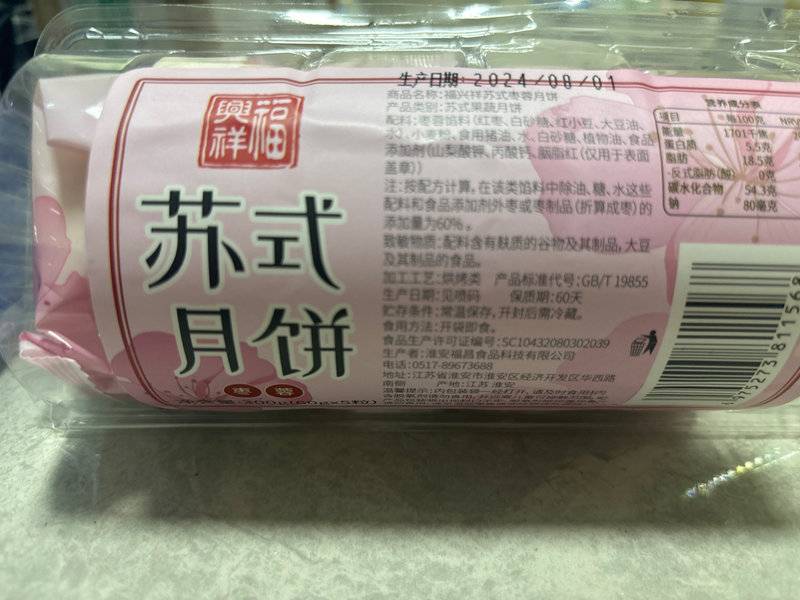 生产日期: 2024/08/01
興福
祥
苏式
月饼
枣 蓉
商品名称: 福兴祥苏式枣蓉月饼
产品类别: 苏式果蔬月饼
配料: 枣蓉馅料(红枣、白砂糖、红小豆、大豆油、
水)、小麦粉、食用猪油、水、白砂糖、植物油、食品
添加剂(山梨酸钾、丙酸钙、胭脂红(仅用于表面
盖章))
注: 按配方计算, 在该类馅料中除油、糖、水这些
配料和食品添加剂外枣或枣制品(折算成枣)的
添加量为60%。
致敏物质: 配料含有麸质的谷物及其制品, 大豆
及其制品的食品。
加工工艺: 烘烤类 产品标准代号: GB/T 19855
生产日期: 见喷码 保质期: 60天
贮存条件: 常温保存, 开封后需冷藏。
食用方法: 开袋即食。
食品生产许可证编号: SC10432080302039
生产者: 淮安福昌食品科技有限公司
电话: 0517-89673688
地址: 江苏省淮安市淮安区经济开发区华西路
南侧 产地: 江苏 淮安
营养成分表
项目 每100克 NRV
能量 1701千焦
蛋白质 5.5克
脂肪 18.5克
-反式脂肪(酸) 0克
碳水化合物 54.3克
钠 80毫克